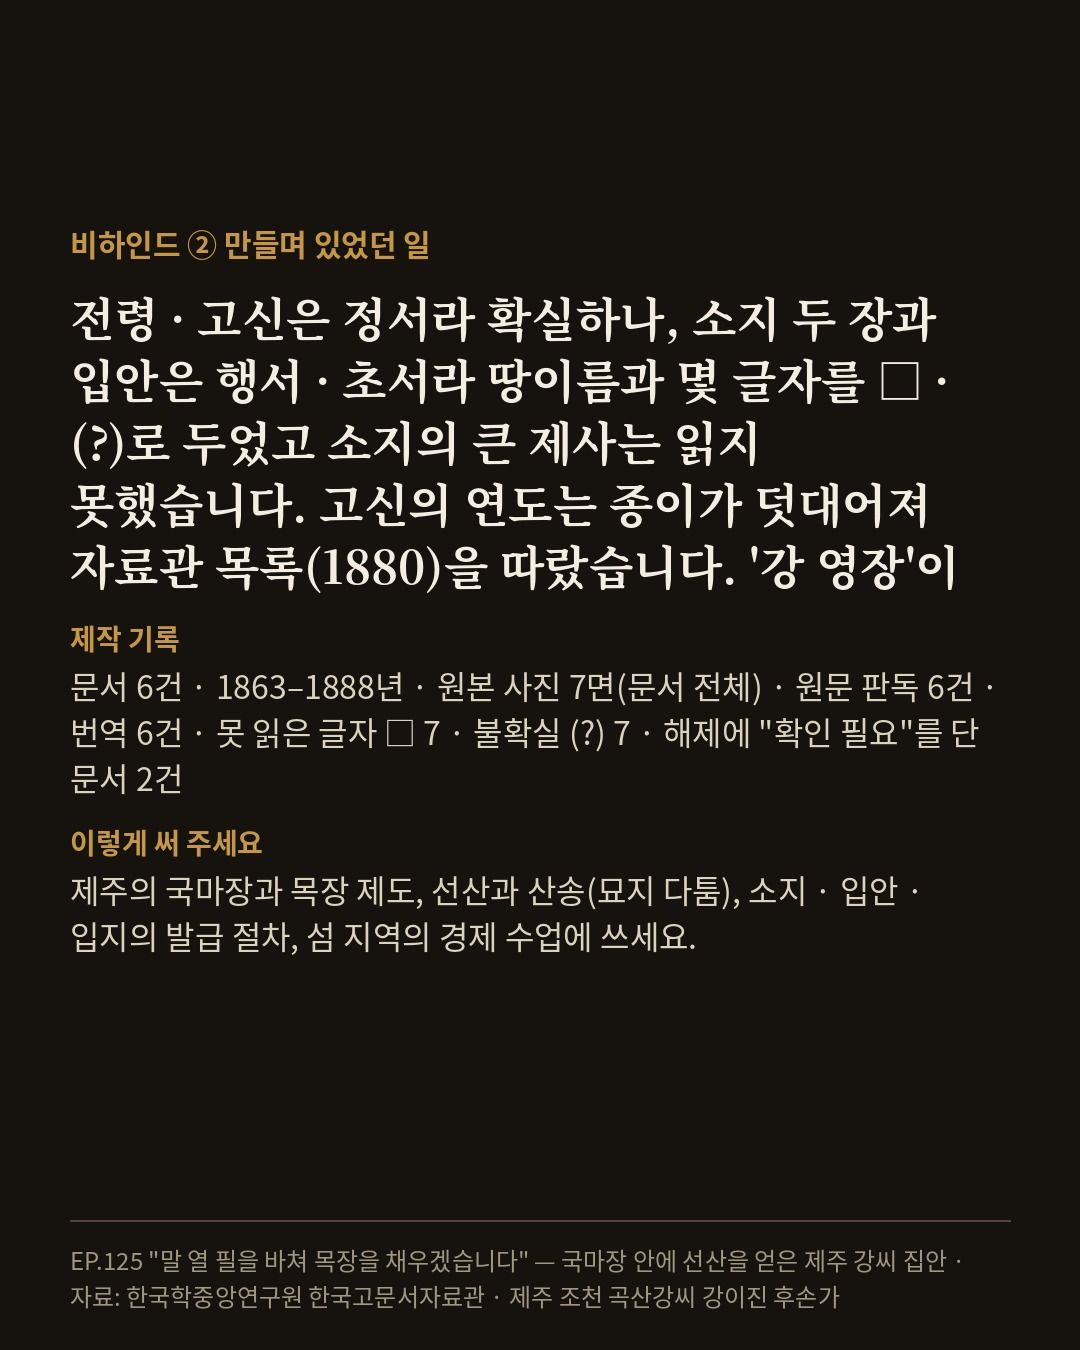 비하인드 ② 만들며 있었던 일
전령 · 고신은 정서라 확실하나, 소지 두 장과
입안은 행서 · 초서라 땅이름과 몇 글자를 □ ·
(?)로 두었고 소지의 큰 제사는 읽지
못했습니다. 고신의 연도는 종이가 덧대어져
자료관 목록(1880)을 따랐습니다. '강 영장'이
제작 기록
문서 6건 · 1863–1888년 · 원본 사진 7면(문서 전체) · 원문 판독 6건 ·
번역 6건 · 못 읽은 글자 □ 7 · 불확실 (?) 7 · 해제에 "확인 필요"를 단
문서 2건
이렇게 써 주세요
제주의 국마장과 목장 제도, 선산과 산송(묘지 다툼), 소지 · 입안 ·
입지의 발급 절차, 섬 지역의 경제 수업에 쓰세요.
EP.125 "말 열 필을 바쳐 목장을 채우겠습니다" — 국마장 안에 선산을 얻은 제주 강씨 집안 ·
자료: 한국학중앙연구원 한국고문서자료관 · 제주 조천 곡산강씨 강이진 후손가